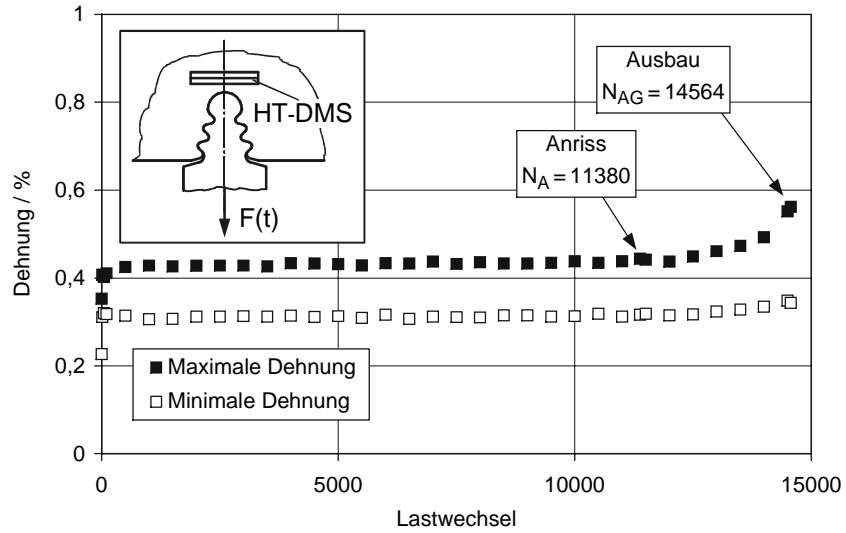 1
0,8
0,6
0,4
0,2
0
Dehnung / %
HT-DMS
F(t)
Ausbau
N_AG = 14564
Anriss
N_A = 11380
Maximale Dehnung
Minimale Dehnung
0
5000
10000
15000
Lastwechsel